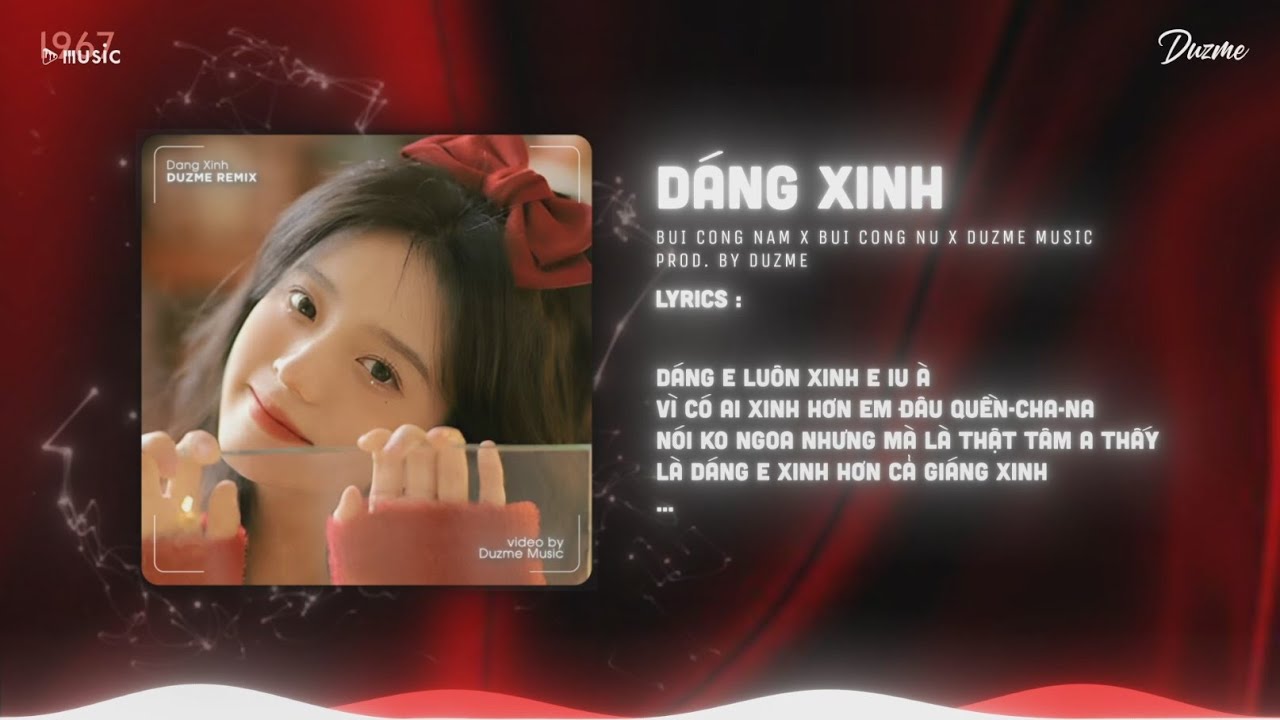 1967
music
Duzme
Dang Xinh
DUZME REMIX
DÁNG XINH
BUI CONG NAM X BUI CONG NU X DUZME MUSIC
PROD. BY DUZME
LYRICS :
DÁNG E LUÔN XINH E IU À
VÌ CÓ AI XINH HƠN EM ĐÂU QUỀN-CHA-NA
NÓI KO NGOA NHƯNG MÀ LÀ THẬT TÂM A THẤY
LÀ DÁNG E XINH HƠN CẢ GIÁNG XINH
...
video by
Duzme Music